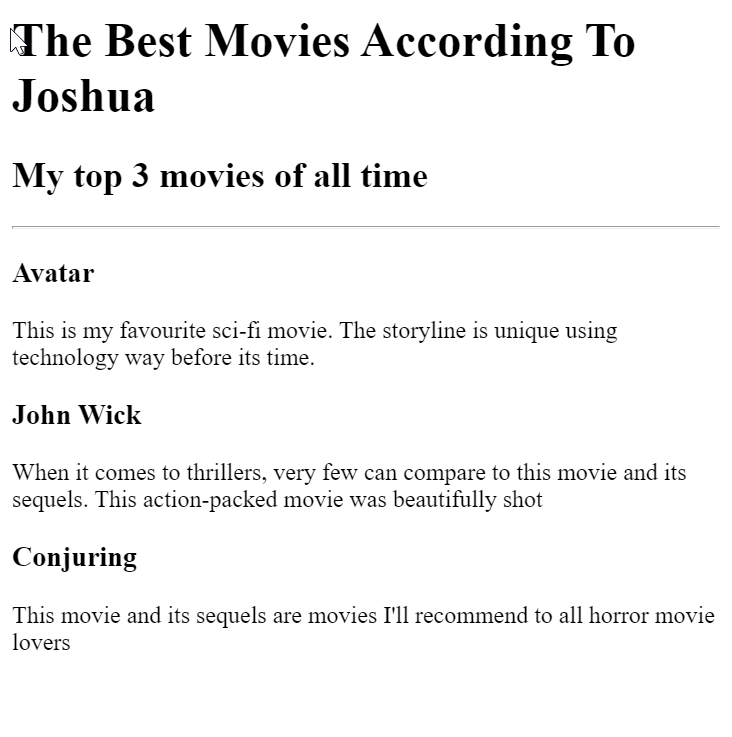 The Best Movies According To
Joshua
My top 3 movies of all time
Avatar
This is my favourite sci-fi movie. The storyline is unique using
technology way before its time.
John Wick
When it comes to thrillers, very few can compare to this movie and its
sequels. This action-packed movie was beautifully shot
Conjuring
This movie and its sequels are movies I'll recommend to all horror movie
lovers